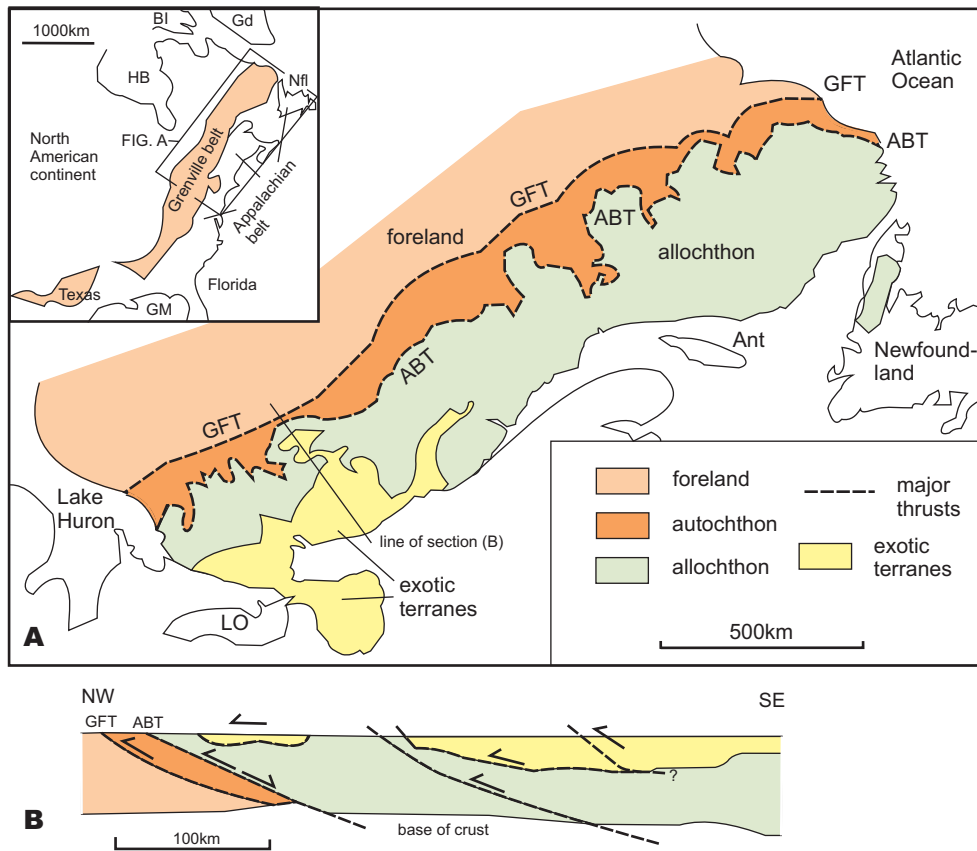 1000km
BI
Gd
HB
Nfl
North
American
continent
FIG. A
Grenville belt
Appalachian
belt
Texas
GM
Florida
Atlantic
Ocean
GFT
ABT
GFT
ABT
foreland
allochthon
Ant
Newfound-
land
ABT
GFT
Lake
Huron
line of section (B)
exotic
terranes
LO
A
foreland
autochthon
allochthon
major
thrusts
exotic
terranes
500km
NW
SE
GFT
ABT
?
B
base of crust
100km